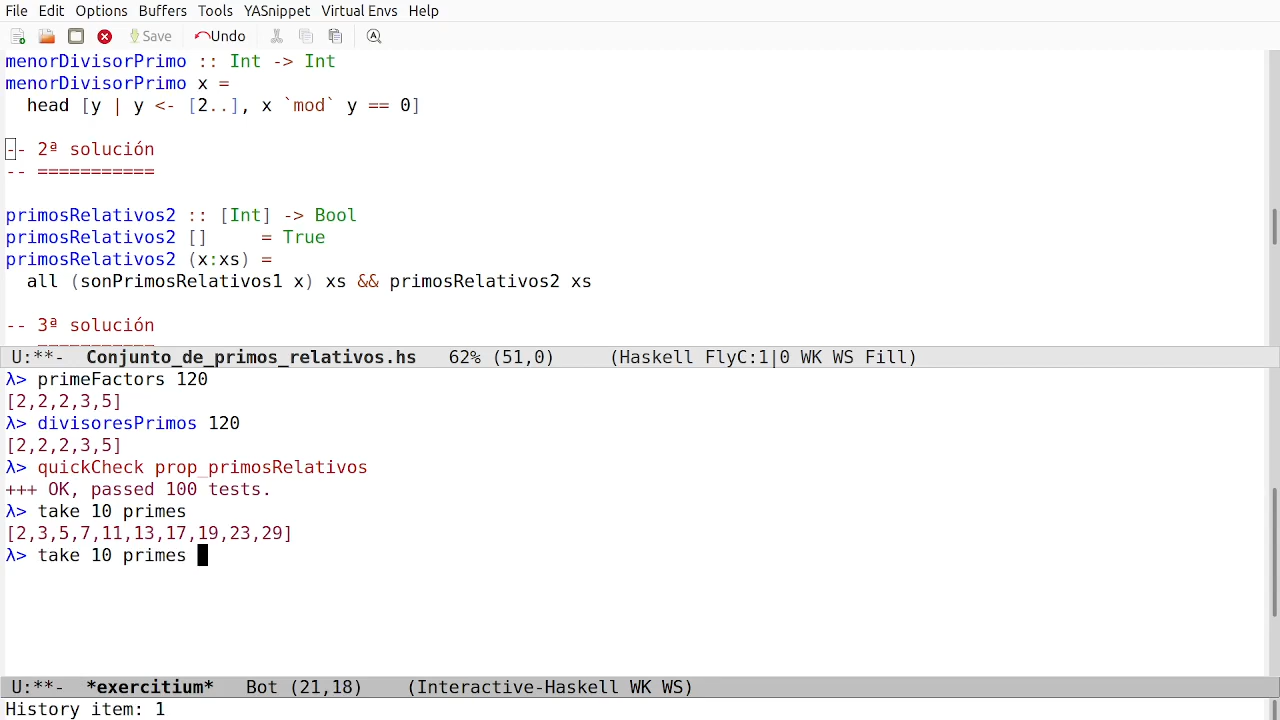 File Edit Options Buffers Tools YASnippet Virtual Envs Help
Save Undo
menorDivisorPrimo :: Int -> Int
menorDivisorPrimo x =
  head [y | y <- [2..], x `mod` y == 0]
-- 2ª solución
-- ===========
primosRelativos2 :: [Int] -> Bool
primosRelativos2 []     = True
primosRelativos2 (x:xs) =
  all (sonPrimosRelativos1 x) xs && primosRelativos2 xs
-- 3ª solución
U:**-  Conjunto_de_primos_relativos.hs   62% (51,0)    (Haskell FlyC:1|0 WK WS Fill)
λ> primeFactors 120
[2,2,2,3,5]
λ> divisoresPrimos 120
[2,2,2,3,5]
λ> quickCheck prop_primosRelativos
+++ OK, passed 100 tests.
λ> take 10 primes
[2,3,5,7,11,13,17,19,23,29]
λ> take 10 primes
U:**-  *exercitium*   Bot (21,18)    (Interactive-Haskell WK WS)
History item: 1